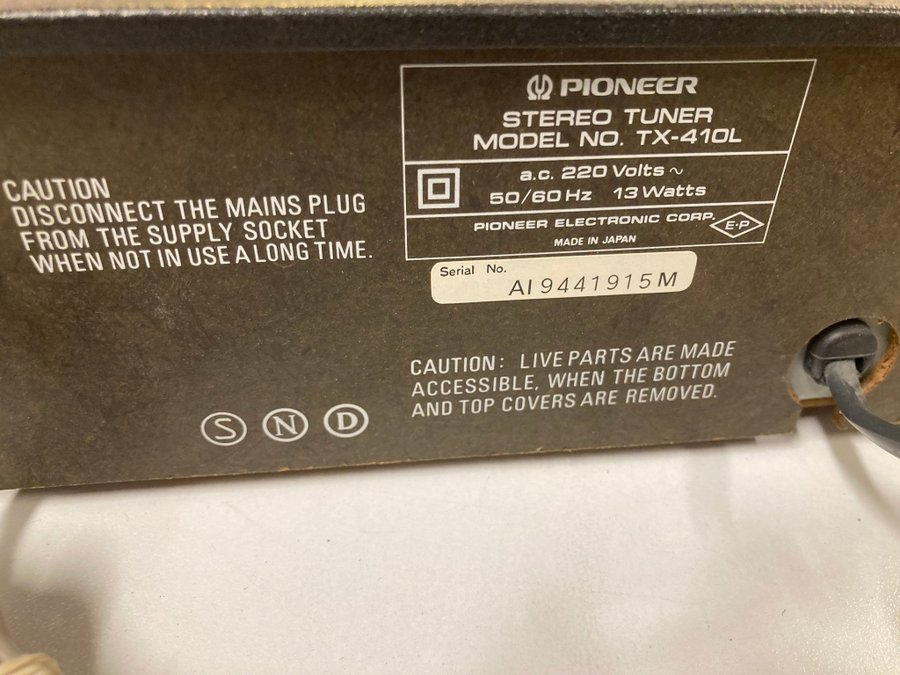 PIONEER
STEREO TUNER
MODEL NO. TX-410L
a.c. 220 Volts ~
50/60 Hz 13 Watts
PIONEER ELECTRONIC CORP.
E-P
MADE IN JAPAN
Serial No.
AI9441915M
CAUTION
DISCONNECT THE MAINS PLUG
FROM THE SUPPLY SOCKET
WHEN NOT IN USE A LONG TIME.
CAUTION: LIVE PARTS ARE MADE
ACCESSIBLE, WHEN THE BOTTOM
AND TOP COVERS ARE REMOVED.
S N D